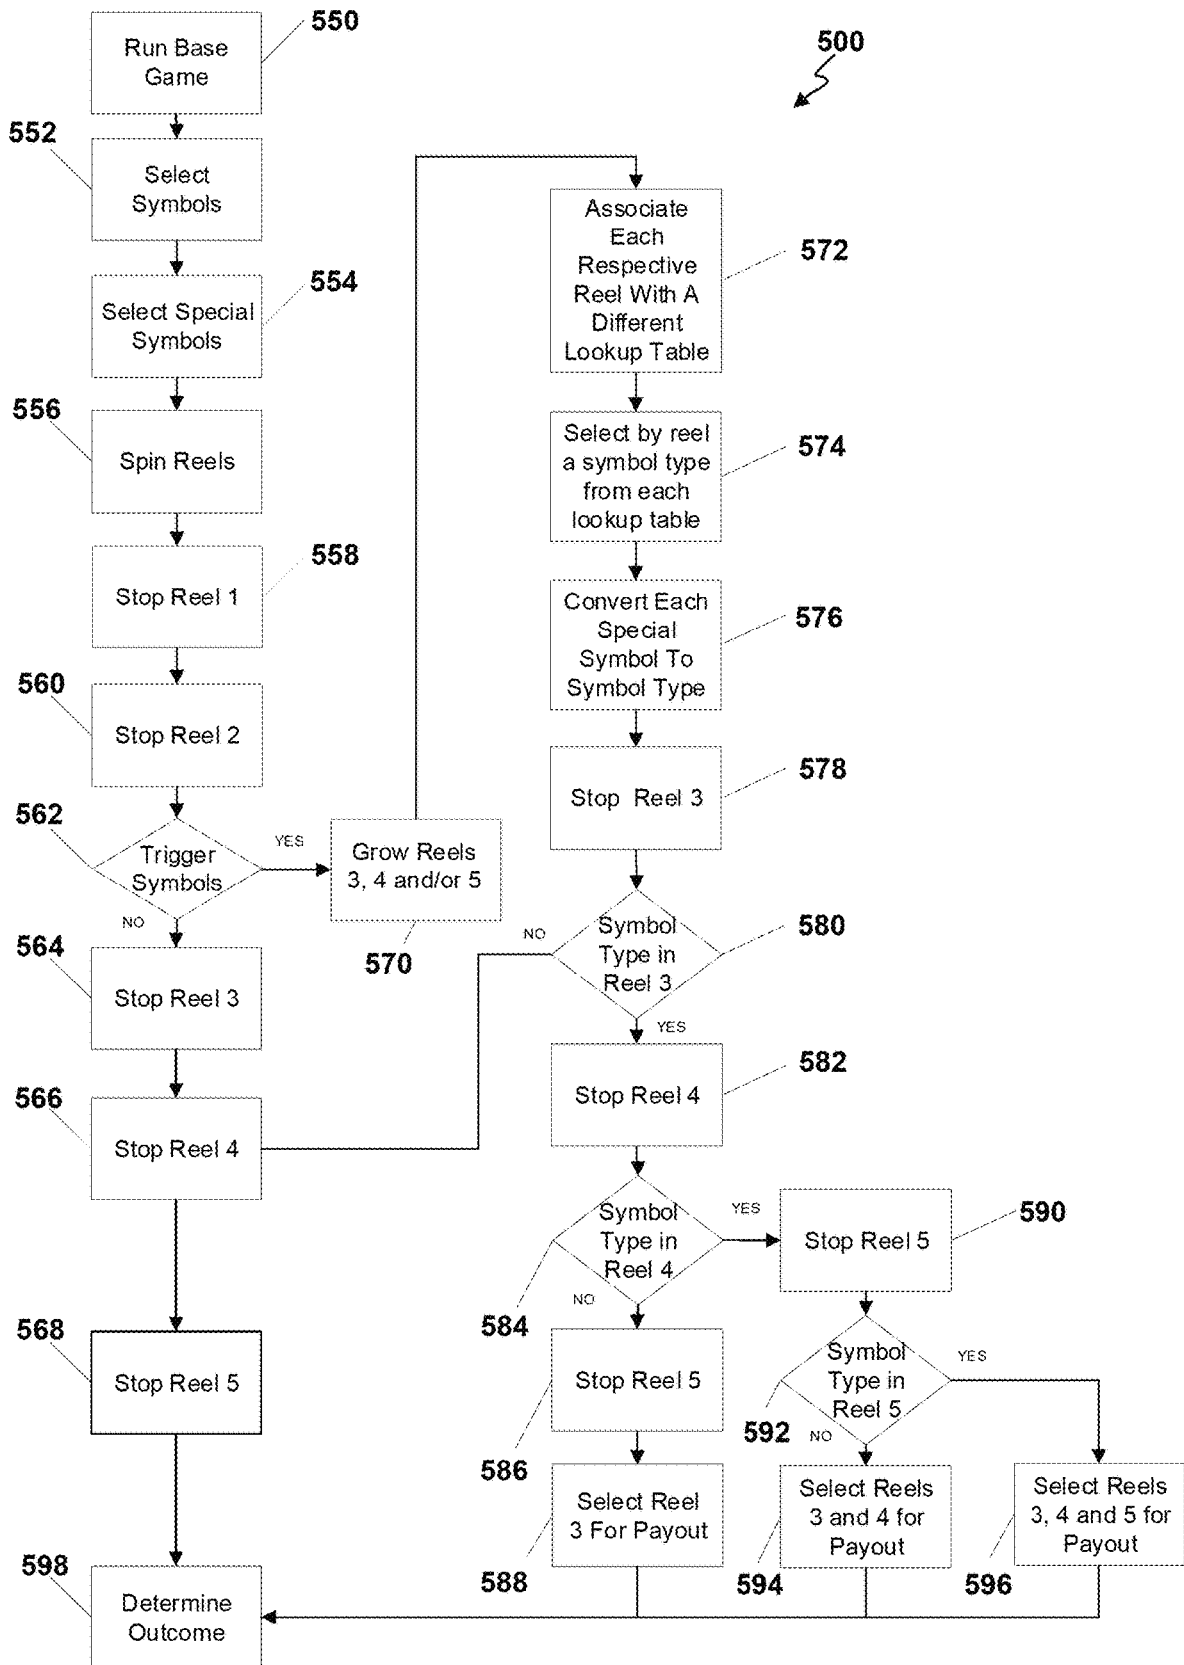 550
Run Base
Game
500
552
Select
Symbols
554
Select Special
Symbols
556
Spin Reels
558
Stop Reel 1
560
Stop Reel 2
562
Trigger
Symbols
YES
NO
Grow Reels
3, 4 and/or 5
570
564
Stop Reel 3
566
Stop Reel 4
568
Stop Reel 5
598
Determine
Outcome
Associate
Each
Respective
Reel With A
Different
Lookup Table
572
Select by reel
a symbol type
from each
lookup table
574
Convert Each
Special
Symbol To
Symbol Type
576
Stop Reel 3
578
Symbol
Type in
Reel 3
580
NO
YES
Stop Reel 4
582
Symbol
Type in
Reel 4
584
YES
NO
Stop Reel 5
586
Select Reel
3 For Payout
588
Stop Reel 5
590
Symbol
Type in
Reel 5
592
YES
NO
Select Reels
3 and 4 for
Payout
594
Select Reels
3, 4 and 5 for
Payout
596